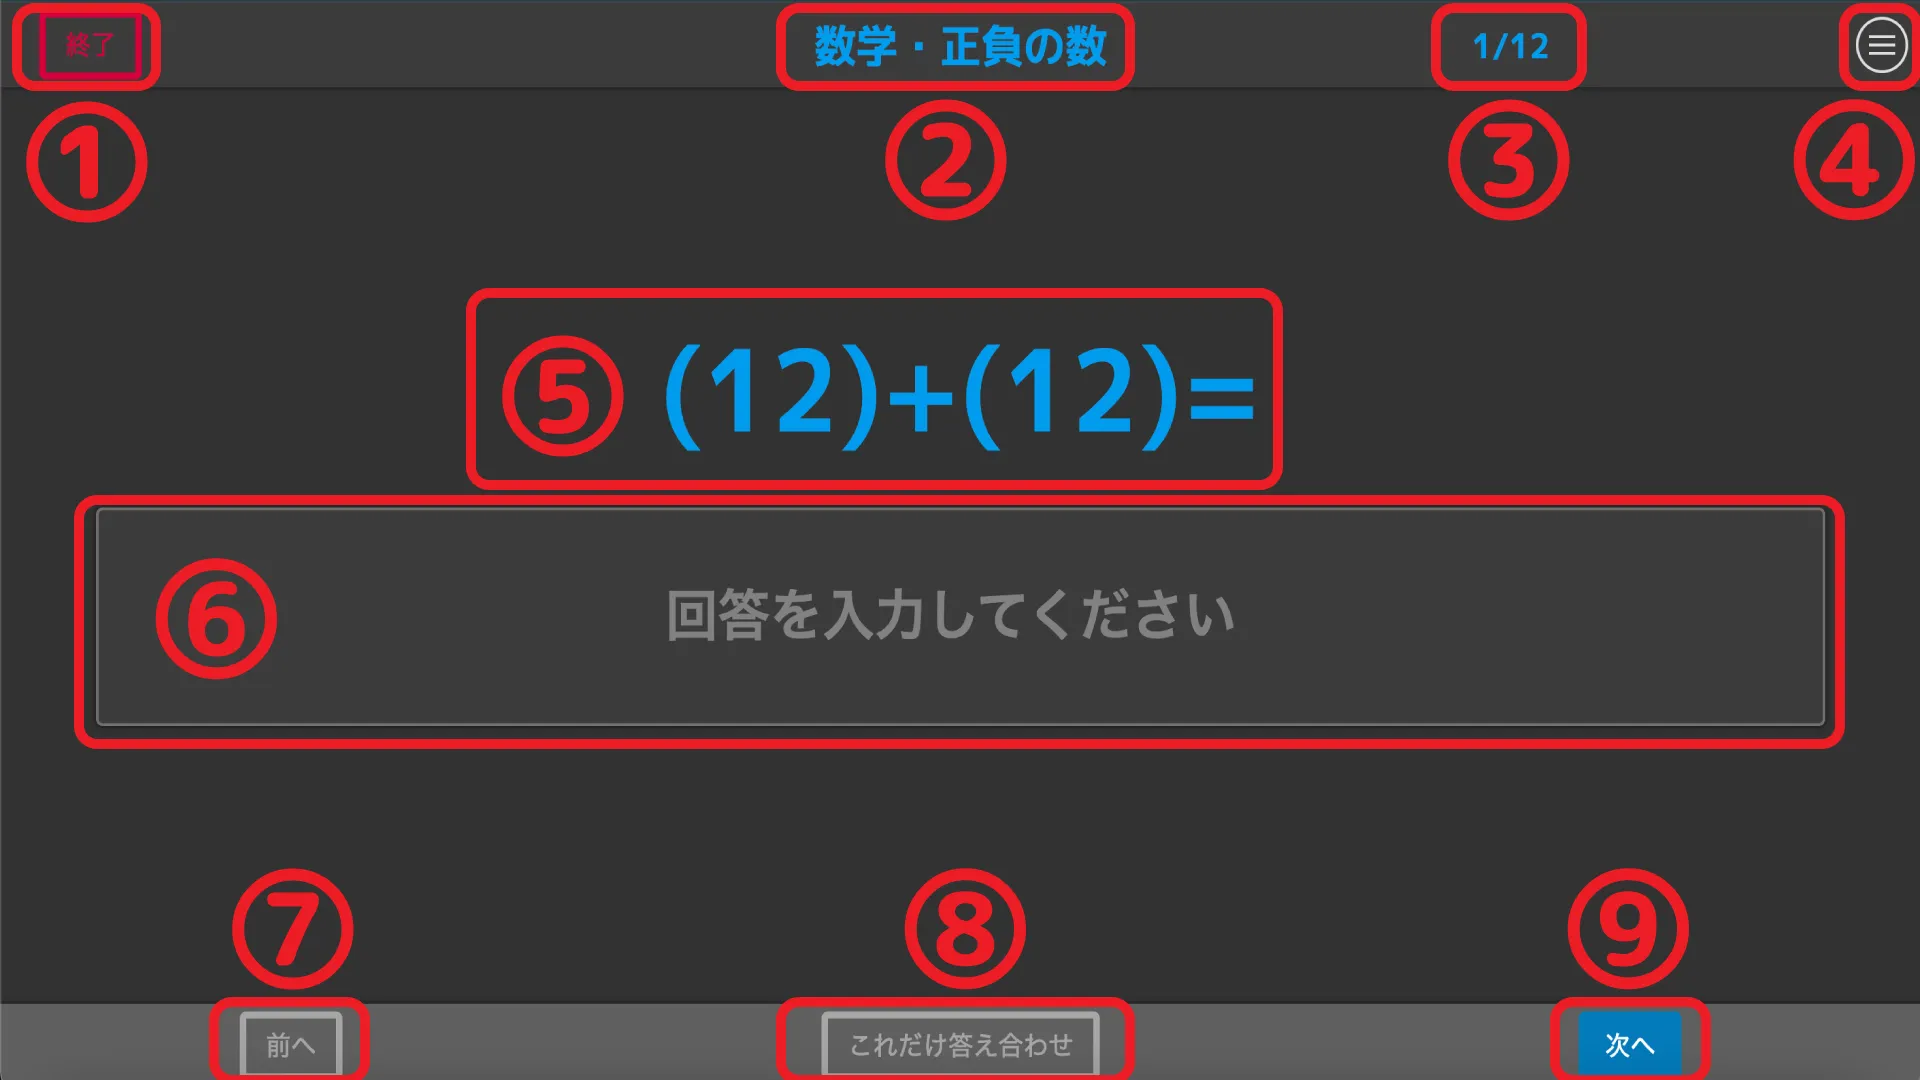 終了 数学・正負の数 1/12
① ② ③ ④
⑤ (12)+(12)=
⑥ 回答を入力してください
⑦ ⑧ ⑨
前へ これだけ答え合わせ 次へ